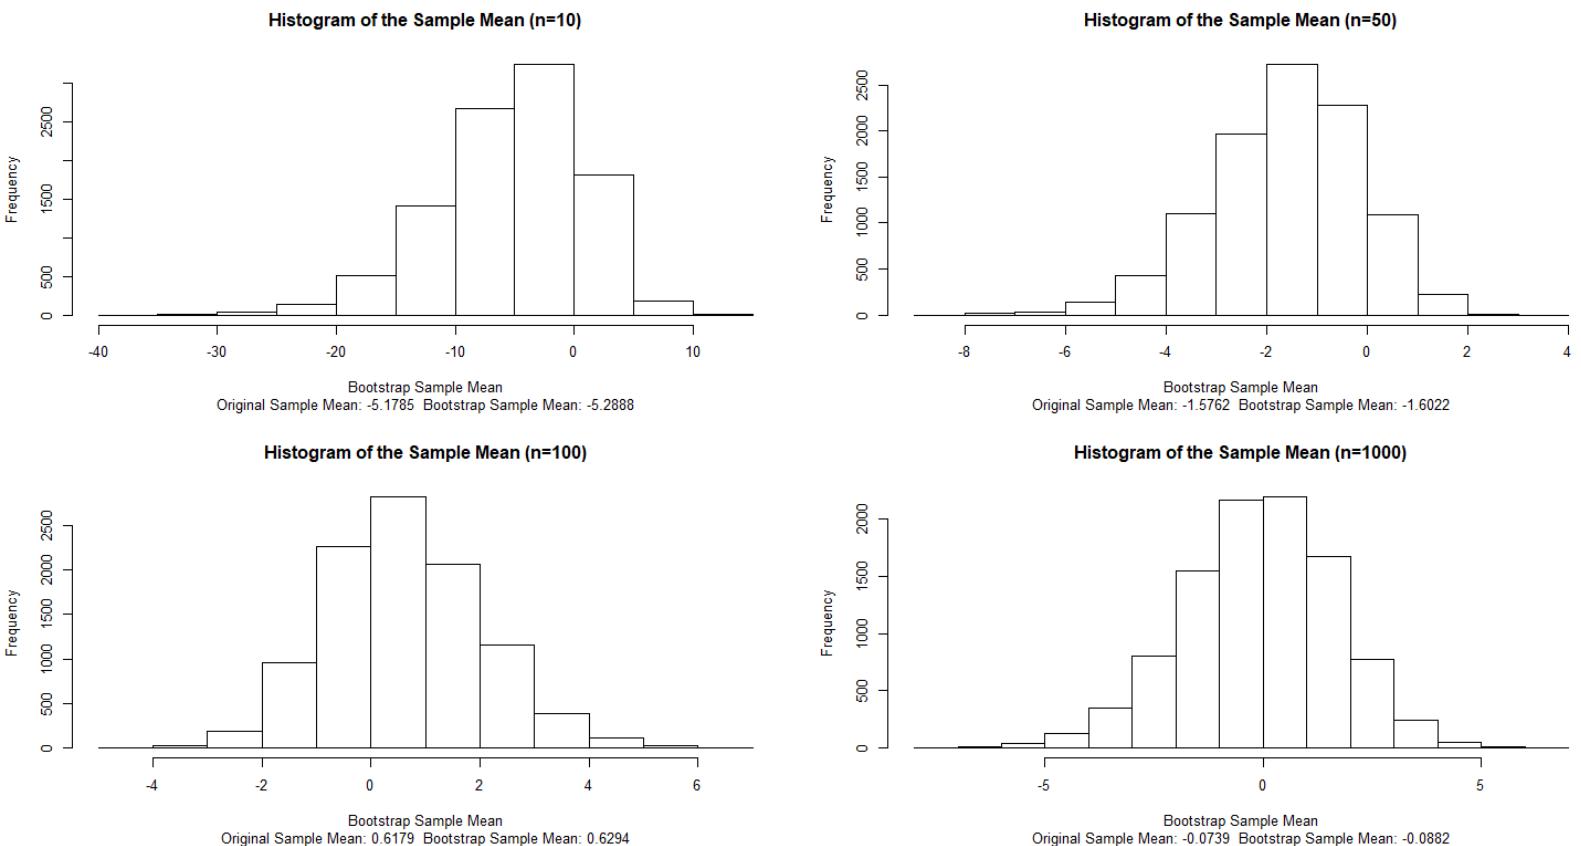 Histogram of the Sample Mean (n=10)
Frequency
500
1500
2500
0
-40
-30
-20
-10
0
10
Bootstrap Sample Mean
Original Sample Mean: -5.1785 Bootstrap Sample Mean: -5.2888
Histogram of the Sample Mean (n=50)
Frequency
2500
2000
1500
1000
500
0
-8
-6
-4
-2
0
2
4
Bootstrap Sample Mean
Original Sample Mean: -1.5762 Bootstrap Sample Mean: -1.6022
Histogram of the Sample Mean (n=100)
Frequency
2500
2000
1500
1000
500
0
-4
-2
0
2
4
6
Bootstrap Sample Mean
Original Sample Mean: 0.6179 Bootstrap Sample Mean: 0.6294
Histogram of the Sample Mean (n=1000)
Frequency
2000
1500
1000
500
0
-5
0
5
Bootstrap Sample Mean
Original Sample Mean: -0.0739 Bootstrap Sample Mean: -0.0882